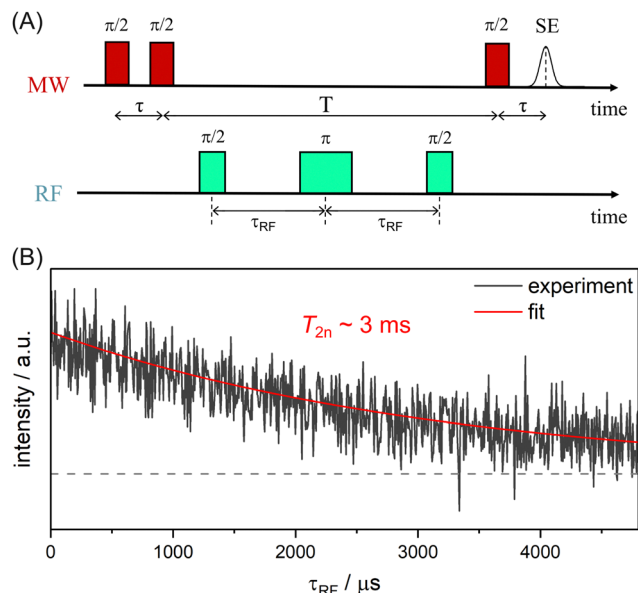 (A)
π/2 π/2 π/2 SE
MW
τ T τ time
π/2 π π/2
RF
τRF τRF time
(B)
experiment
fit
T2n ~ 3 ms
intensity / a.u.
0 1000 2000 3000 4000
τRF / μs